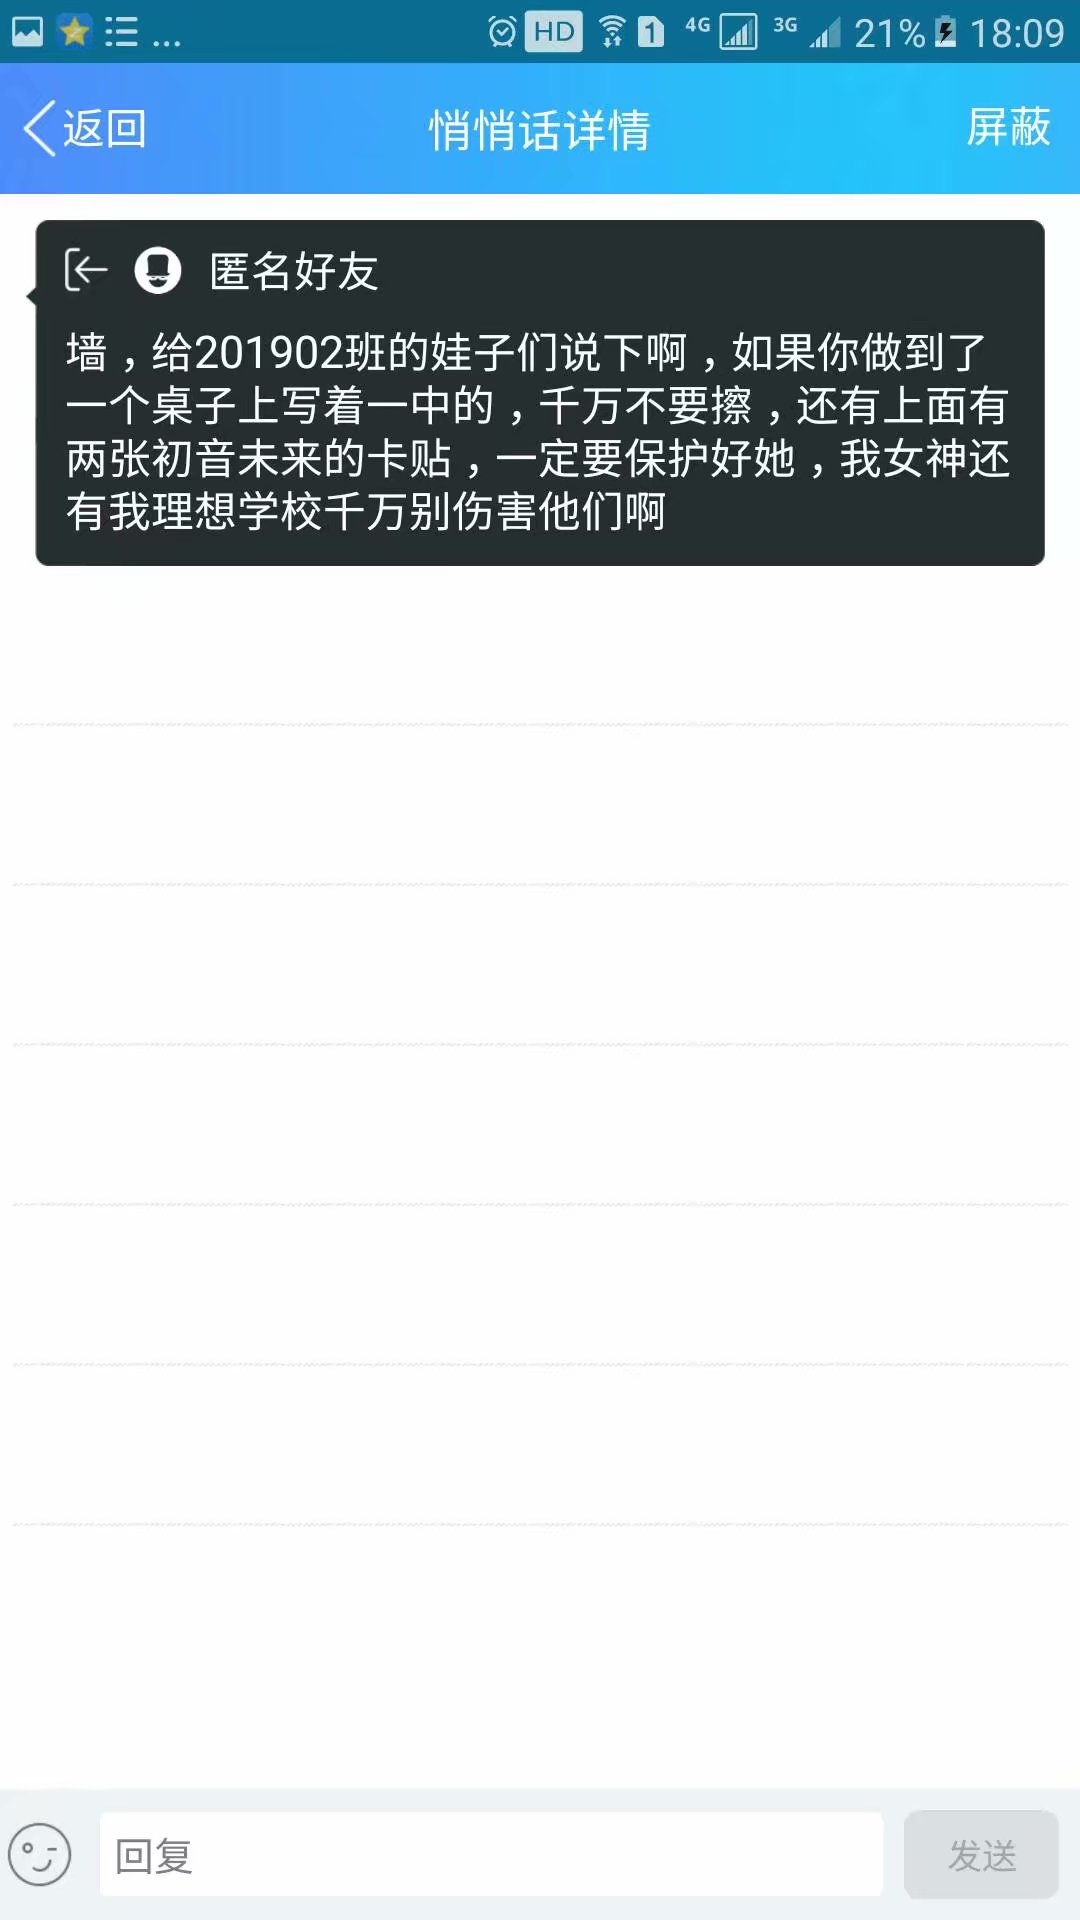 ... HD 1 4G 3G 21% 18:09
返回 悄悄话详情 屏蔽
匿名好友
墙，给201902班的娃子们说下啊，如果你做到了
一个桌子上写着一中的，千万不要擦，还有上面有
两张初音未来的卡贴，一定要保护好她，我女神还
有我理想学校千万别伤害他们啊
回复 发送